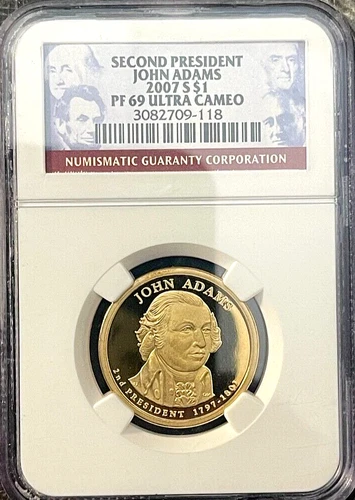 SECOND PRESIDENT
JOHN ADAMS
2007 S $1
PF 69 ULTRA CAMEO
3082709-118
NUMISMATIC GUARANTY CORPORATION
JOHN ADAMS
2nd PRESIDENT 1797-1801